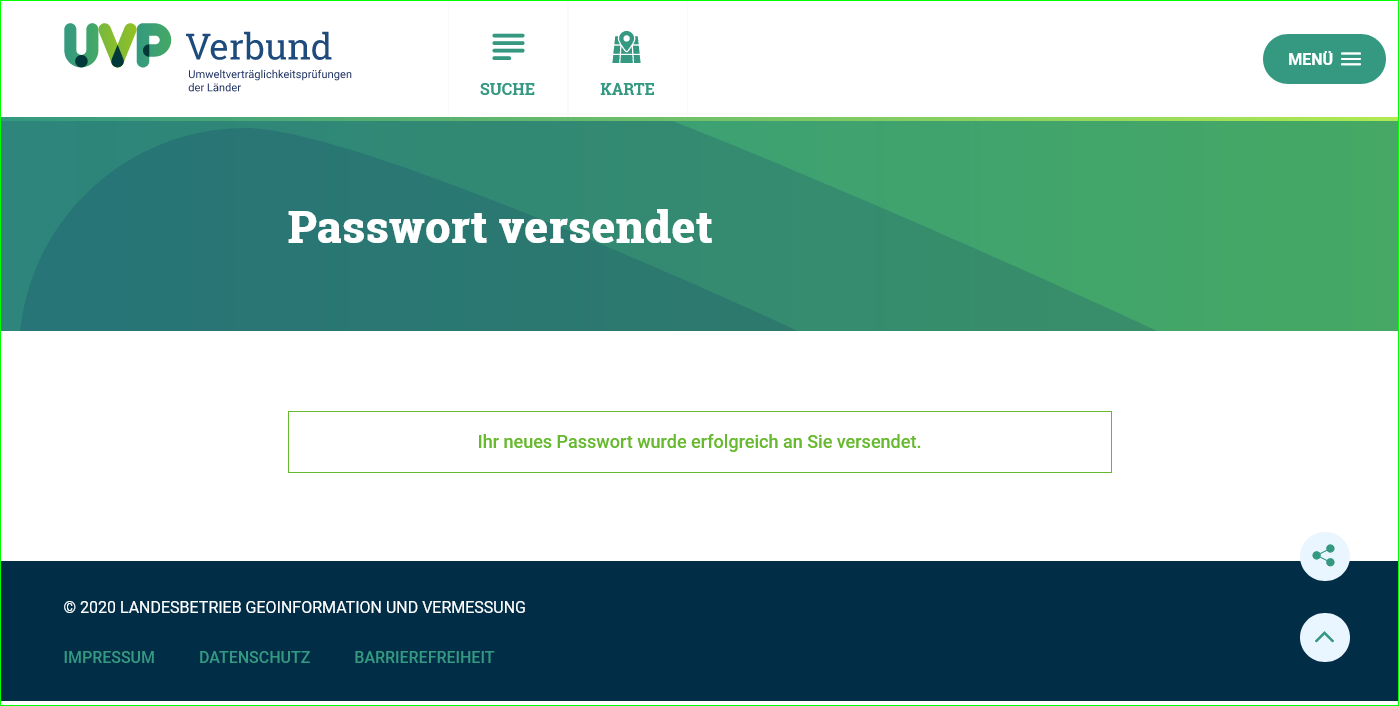 UVP Verbund
Umweltverträglichkeitsprüfungen
der Länder
SUCHE
KARTE
MENÜ
Passwort versendet
Ihr neues Passwort wurde erfolgreich an Sie versendet.
© 2020 LANDESBETRIEB GEOINFORMATION UND VERMESSUNG
IMPRESSUM DATENSCHUTZ BARRIEREFREIHEIT